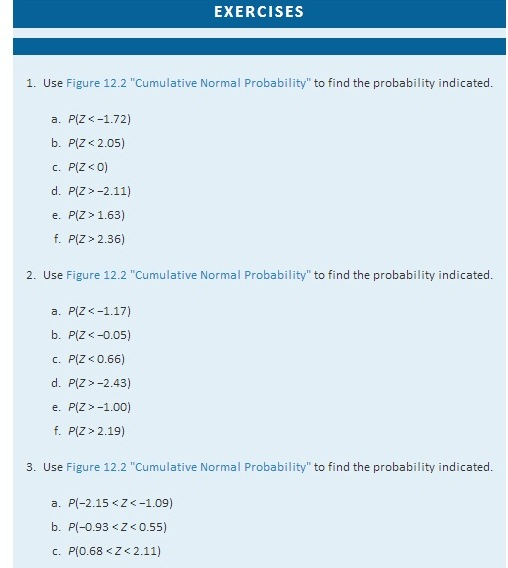 EXERCISES
1. Use Figure 12.2 "Cumulative Normal Probability" to find the probability indicated.
a. P(Z < −1.72)
b. P(Z < 2.05)
c. P(Z < 0)
d. P(Z > −2.11)
e. P(Z > 1.63)
f. P(Z > 2.36)
2. Use Figure 12.2 "Cumulative Normal Probability" to find the probability indicated.
a. P(Z < −1.17)
b. P(Z < −0.05)
c. P(Z < 0.66)
d. P(Z > −2.43)
e. P(Z > −1.00)
f. P(Z > 2.19)
3. Use Figure 12.2 "Cumulative Normal Probability" to find the probability indicated.
a. P(−2.15 < Z < −1.09)
b. P(−0.93 < Z < 0.55)
c. P(0.68 < Z < 2.11)